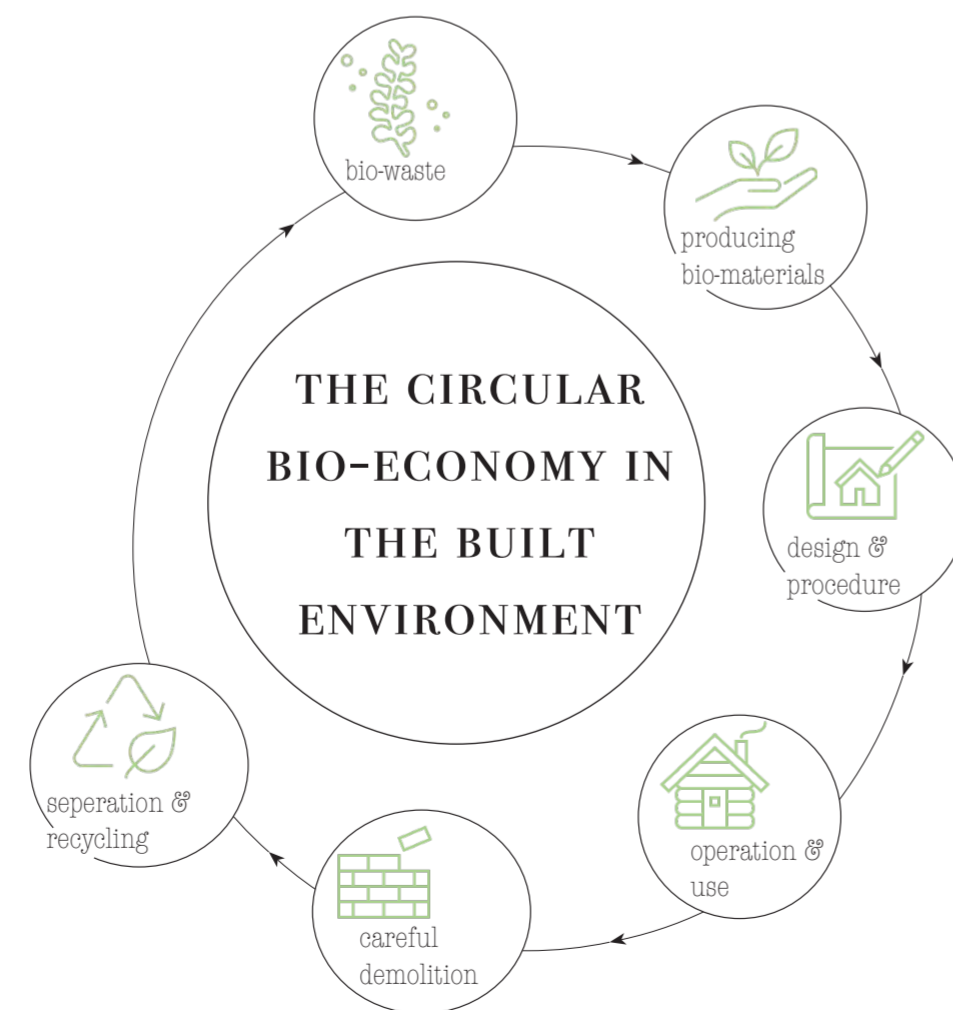 bio-waste
producing
bio-materials
THE CIRCULAR
BIO-ECONOMY IN
THE BUILT
ENVIRONMENT
design &
procedure
operation &
use
careful
demolition
seperation &
recycling